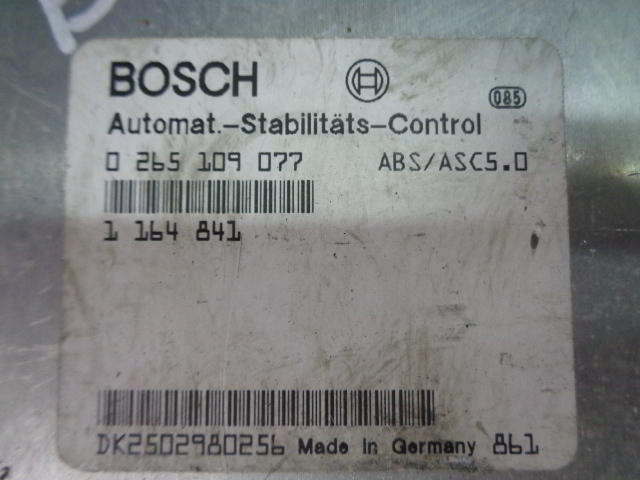 BOSCH
085
Automat.-Stabilitäts-Control
0 265 109 077 ABS/ASC5.0
1 164 841
DK2502980256 Made in Germany 861